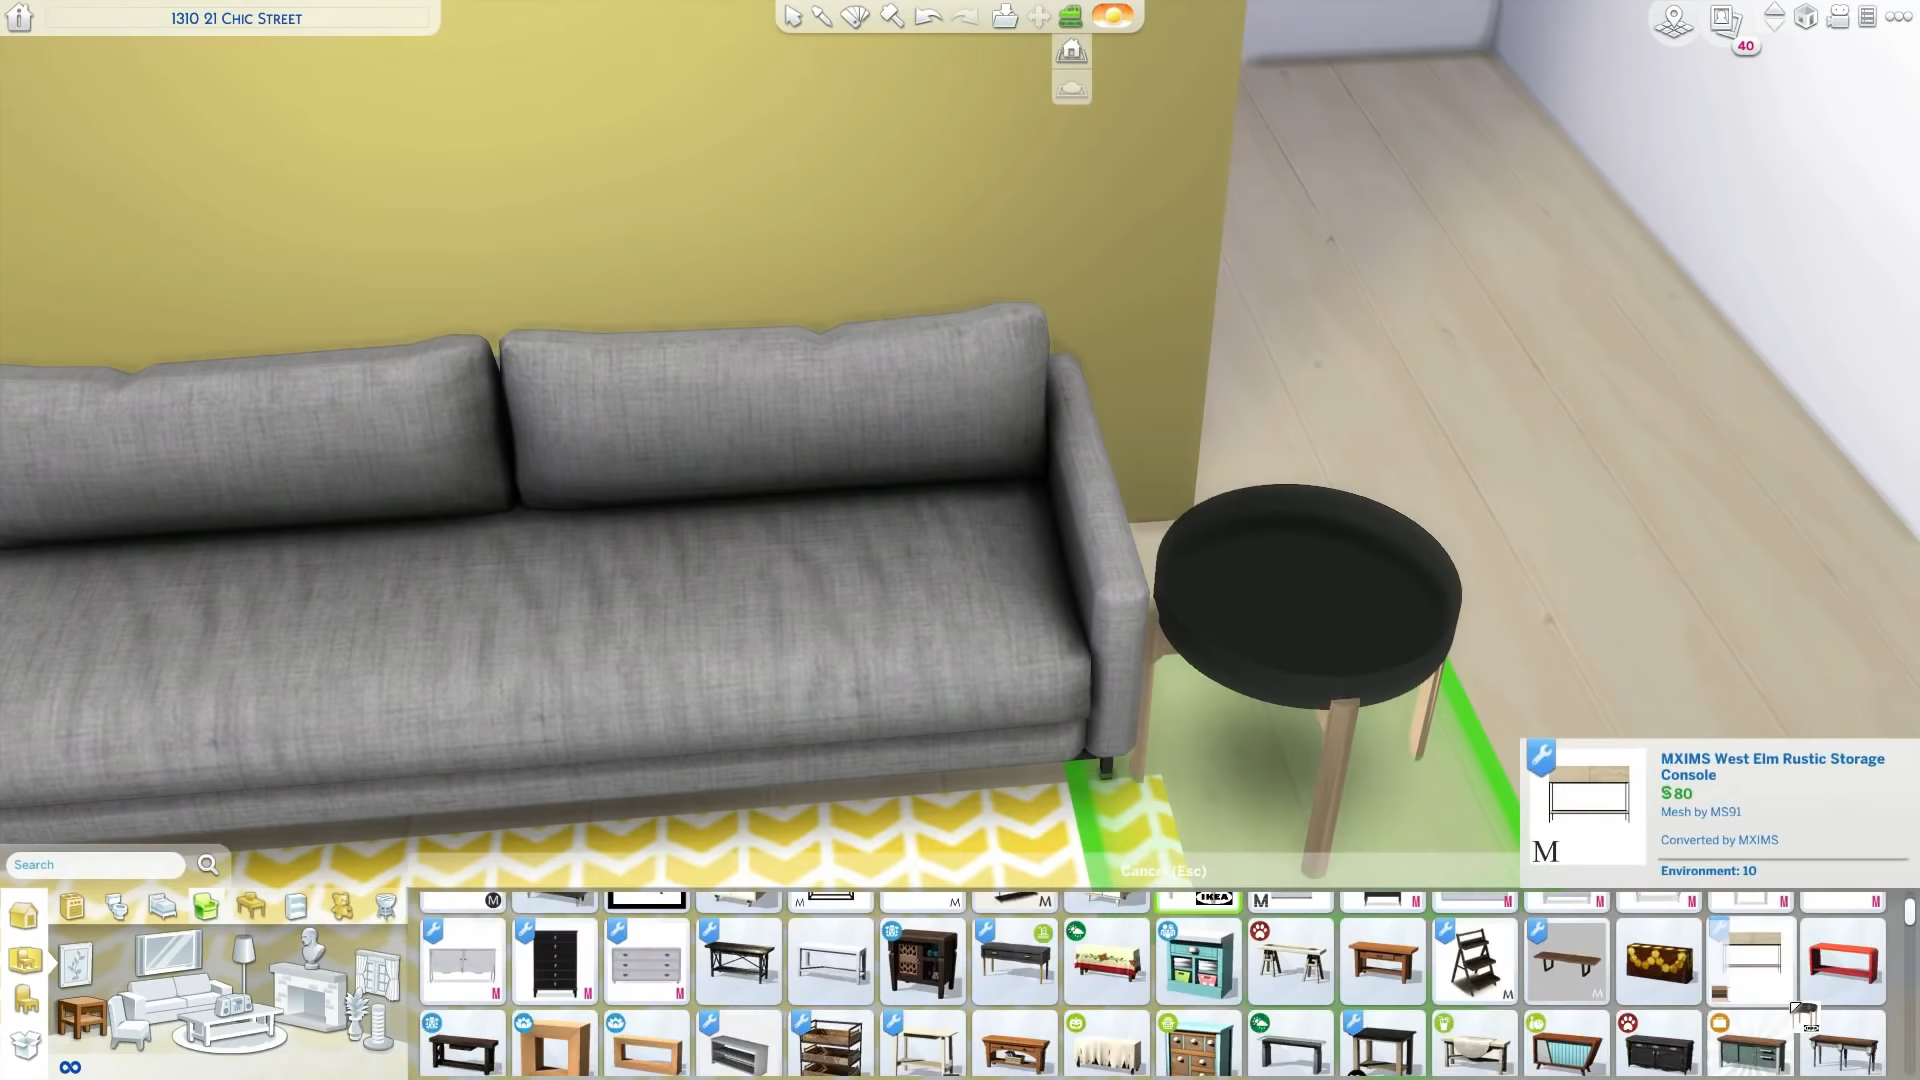 1310 21 Chic Street
40
MXIMS West Elm Rustic Storage
Console
§80
Mesh by MS91
Converted by MXIMS
Environment: 10
M
Cancel (Esc)
Search
M
M
M
M
IKEA
M
M
M
M
M
M
M
M
M
M
M
M